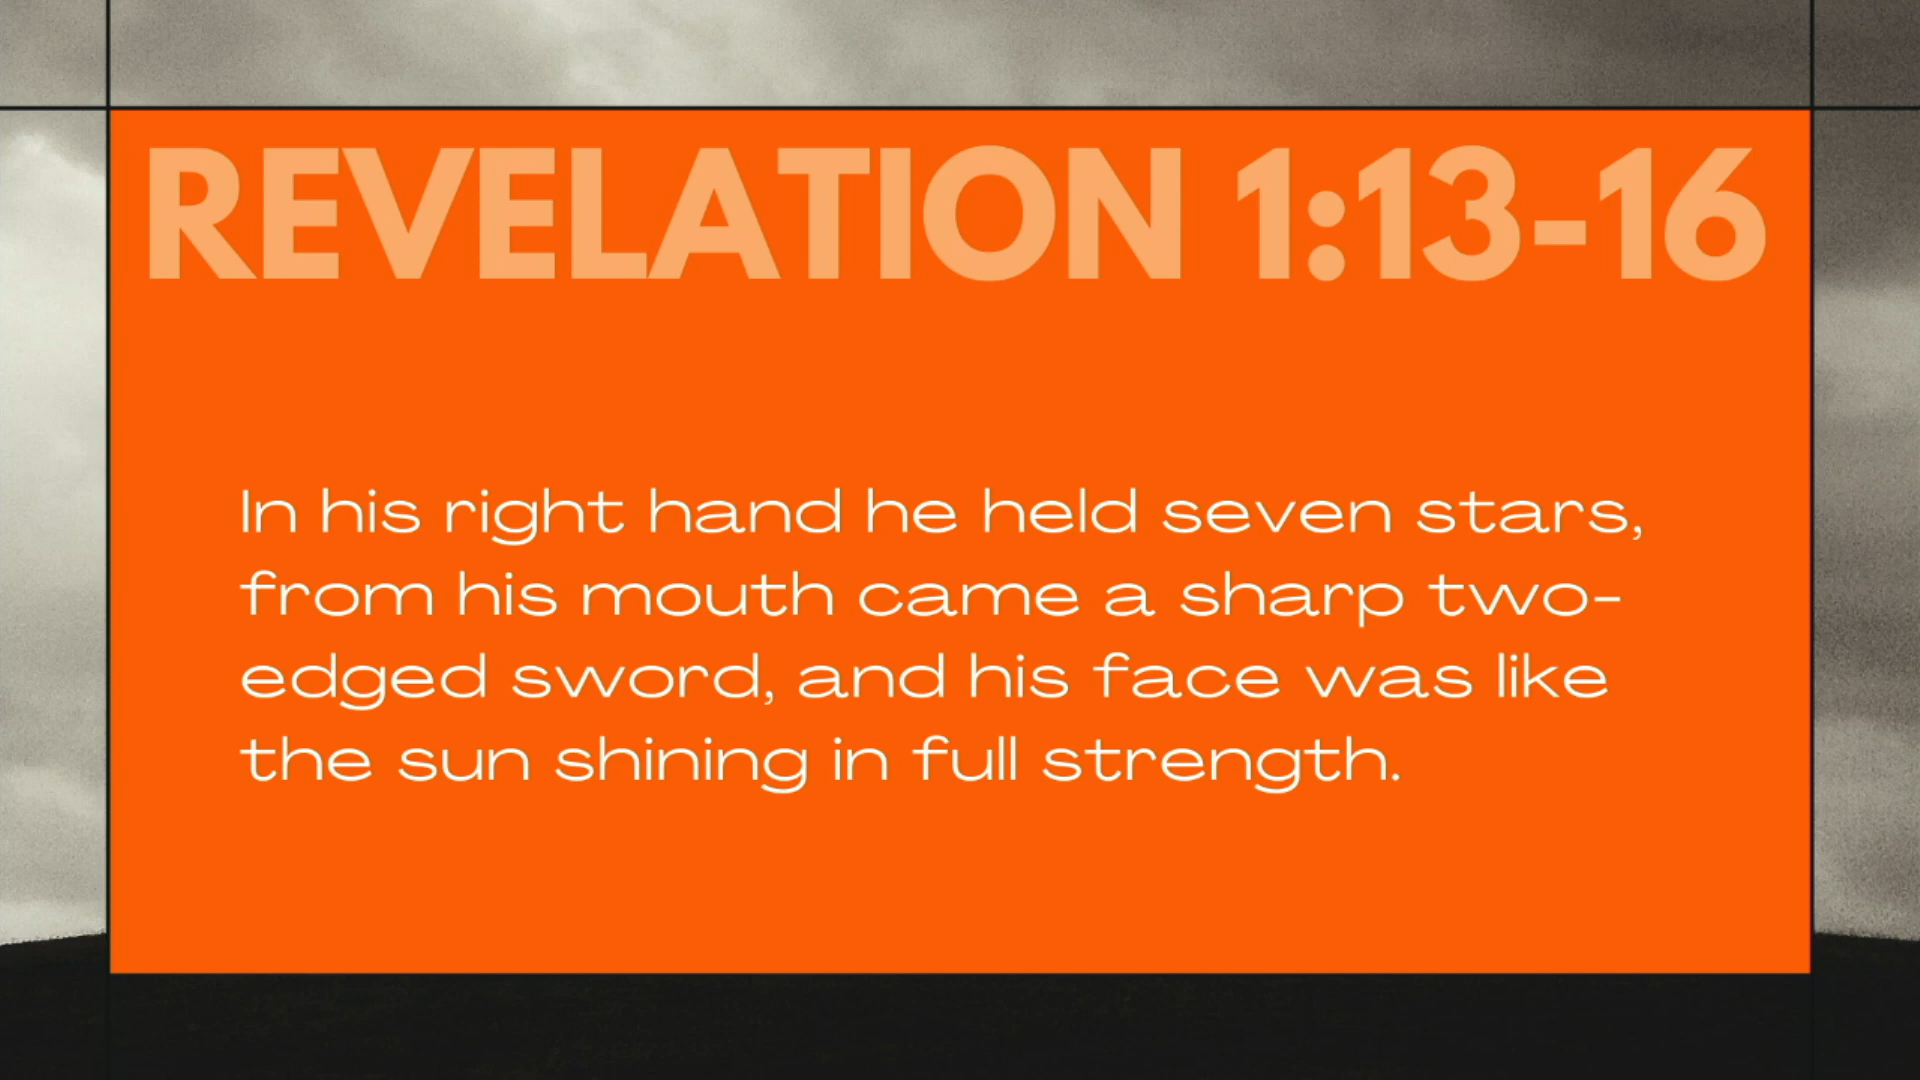 REVELATION 1:13-16
In his right hand he held seven stars,
from his mouth came a sharp two-
edged sword, and his face was like
the sun shining in full strength.